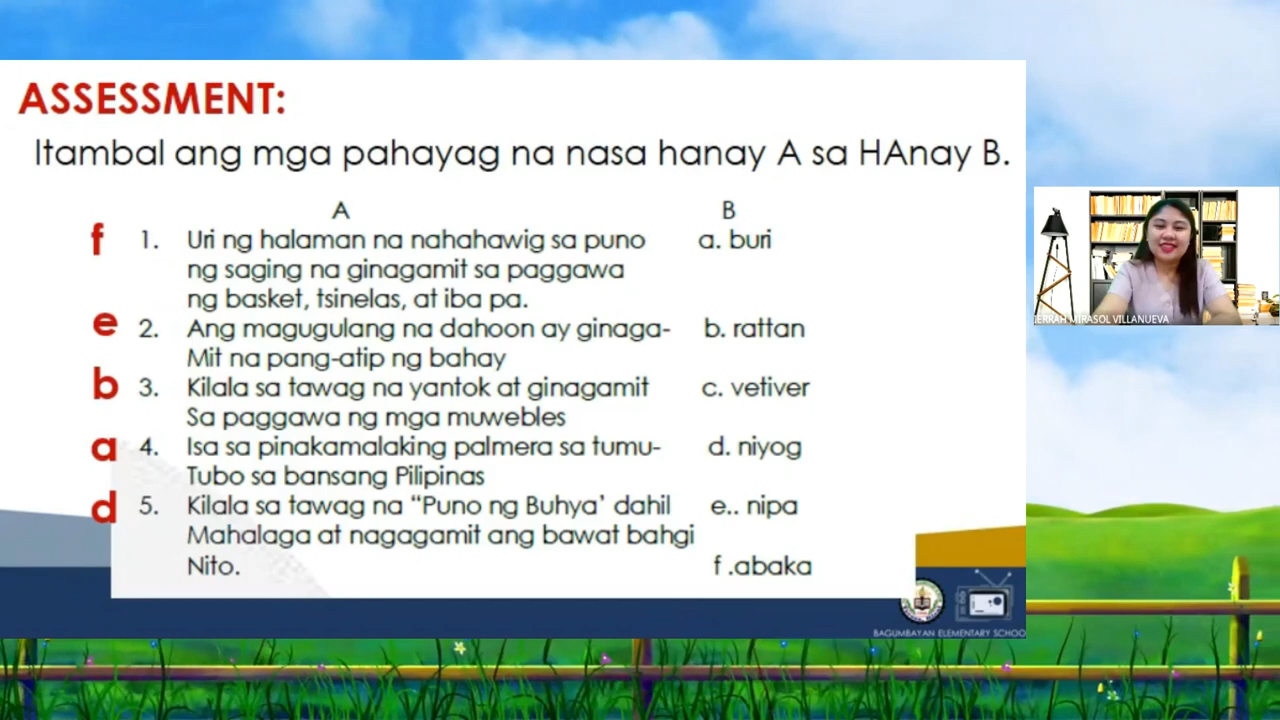 ASSESSMENT:
Itambal ang mga pahayag na nasa hanay A sa HAnay B.
A B
f 1. Uri ng halaman na nahahawig sa puno a. buri
ng saging na ginagamit sa paggawa
ng basket, tsinelas, at iba pa.
e 2. Ang magugulang na dahoon ay ginaga- b. rattan
Mit na pang-atip ng bahay
b 3. Kilala sa tawag na yantok at ginagamit c. vetiver
Sa paggawa ng mga muwebles
a 4. Isa sa pinakamalaking palmera sa tumu- d. niyog
Tubo sa bansang Pilipinas
d 5. Kilala sa tawag na “Puno ng Buhya’ dahil e.. nipa
Mahalaga at nagagamit ang bawat bahgi
Nito. f .abaka
BAGUMBAYAN ELEMENTARY SCHOO
JERRAH MIRASOL VILLANUEVA